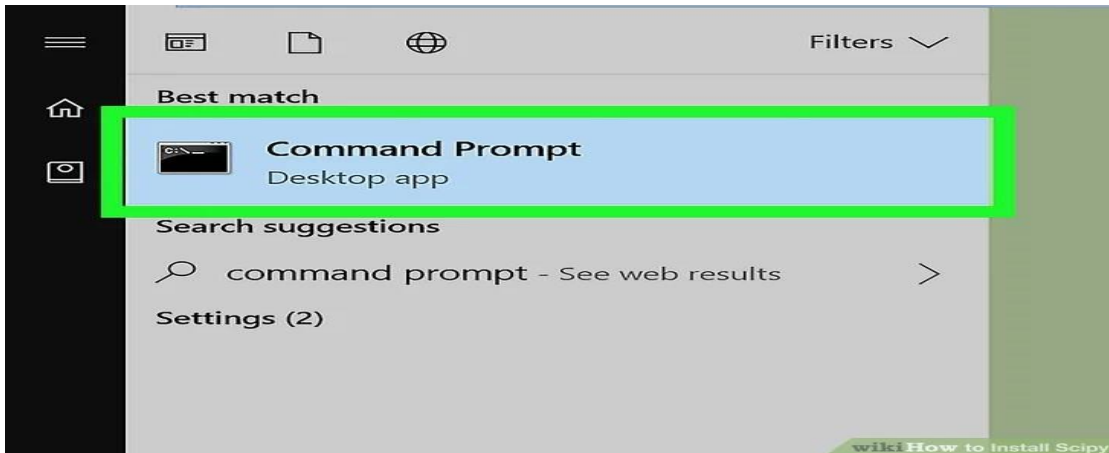 Filters
Best match
C:\_
Command Prompt
Desktop app
Search suggestions
command prompt - See web results
Settings (2)
wikiHow to Install Scipy